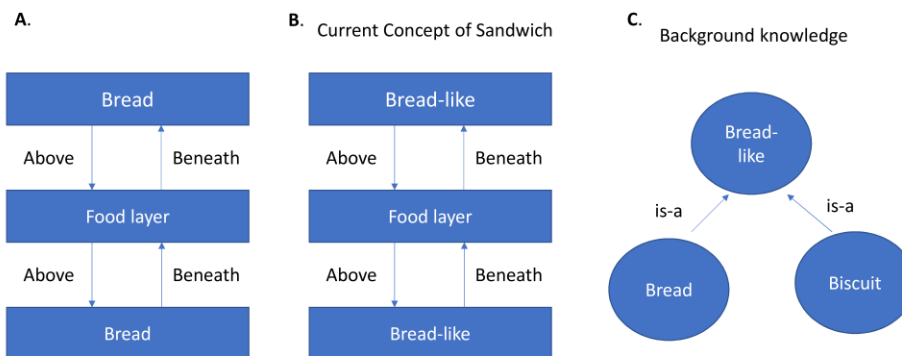 A.
Bread
Above
Beneath
Food layer
Above
Beneath
Bread
B.
Current Concept of Sandwich
Bread-like
Above
Beneath
Food layer
Above
Beneath
Bread-like
C.
Background knowledge
Bread-
like
is-a
is-a
Bread
Biscuit